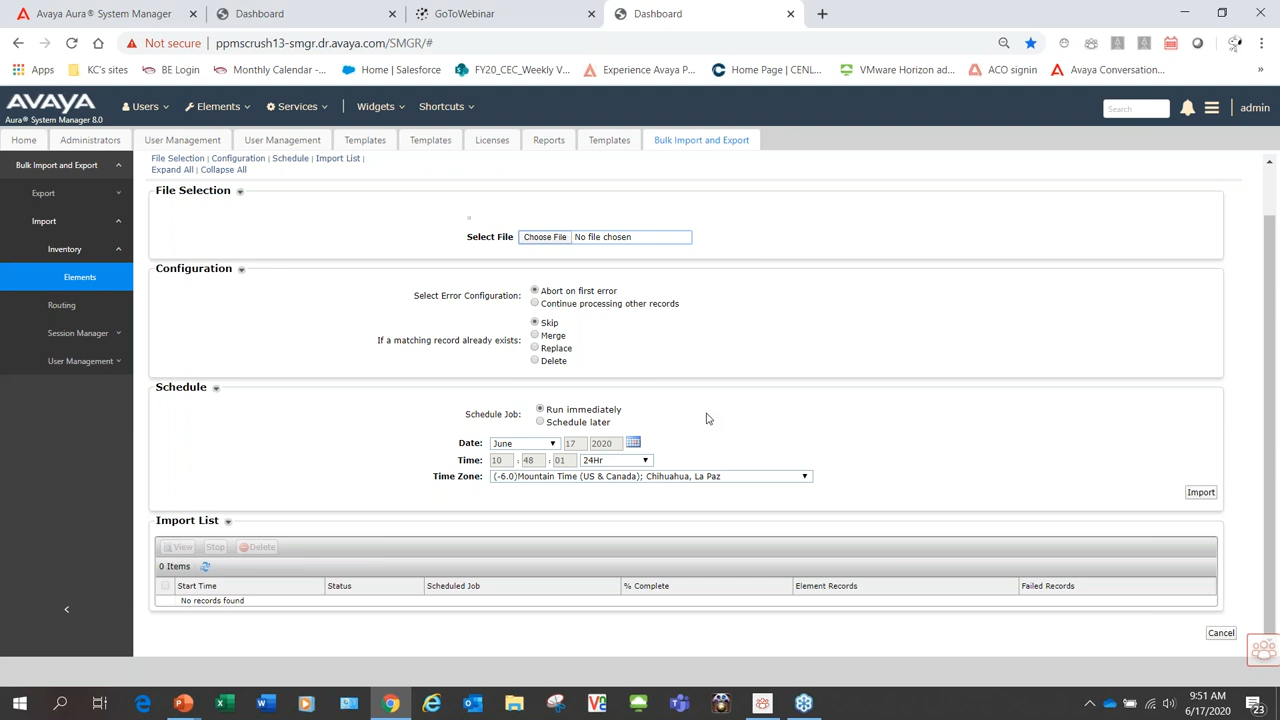 Avaya Aura® System Manager
Dashboard
GoToWebinar
Dashboard
Not secure
ppmscrush13-smgr.dr.avaya.com/SMGR/#
Apps
KC's sites
BE Login
Monthly Calendar -...
Home | Salesforce
FY20_CEC_Weekly V...
Experience Avaya P...
Home Page | CENL...
VMware Horizon ad...
ACO signin
Avaya Conversation...
AVAYA
Aura® System Manager 8.0
Users
Elements
Services
Widgets
Shortcuts
Search
admin
Home
Administrators
User Management
User Management
Templates
Templates
Licenses
Reports
Templates
Bulk Import and Export
Bulk Import and Export
Export
Import
Inventory
Elements
Routing
Session Manager
User Management
File Selection | Configuration | Schedule | Import List |
Expand All | Collapse All
File Selection
Select File Choose File No file chosen
Configuration
Select Error Configuration:
Abort on first error
Continue processing other records
If a matching record already exists:
Skip
Merge
Replace
Delete
Schedule
Schedule Job:
Run immediately
Schedule later
Date: June 17 2020
Time: 10 : 48 : 01 24Hr
Time Zone: (-6.0)Mountain Time (US & Canada); Chihuahua, La Paz
Import
Import List
View Stop Delete
0 Items
Start Time Status Scheduled Job % Complete Element Records Failed Records
No records found
Cancel
9:51 AM
6/17/2020
23